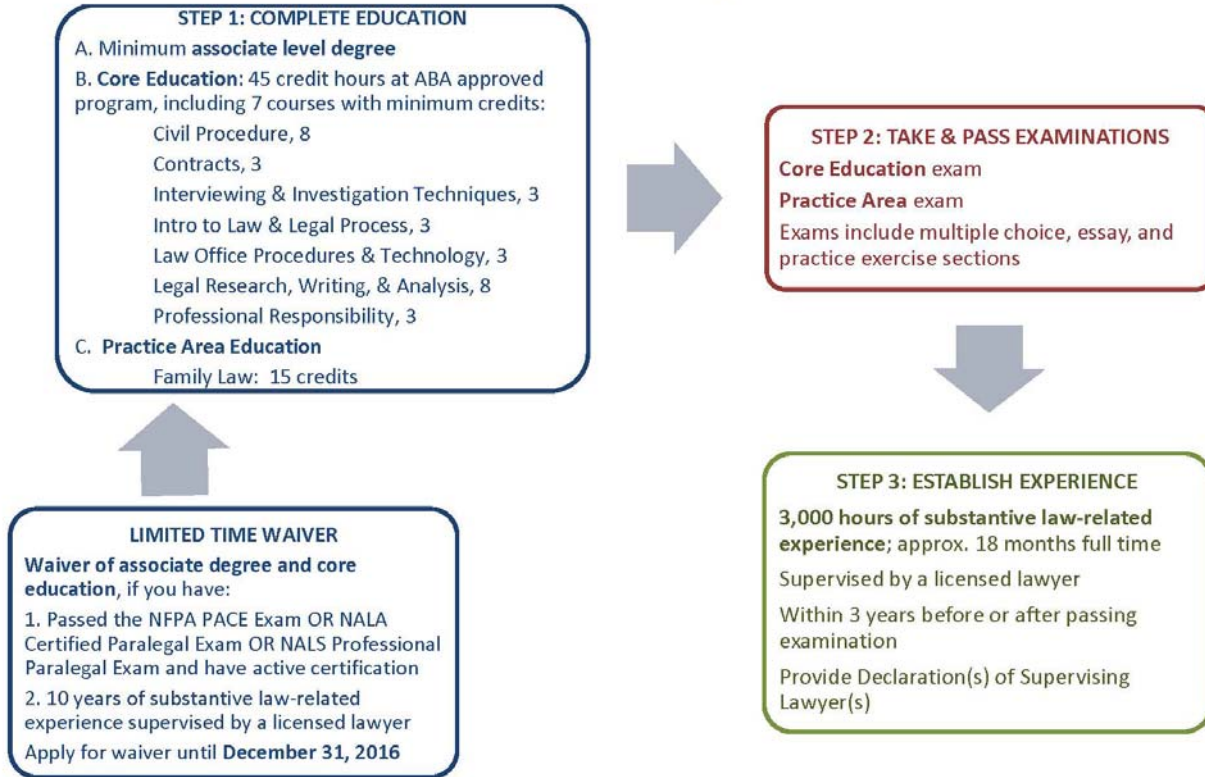 STEP 1: COMPLETE EDUCATION
A. Minimum associate level degree
B. Core Education: 45 credit hours at ABA approved
program, including 7 courses with minimum credits:
Civil Procedure, 8
Contracts, 3
Interviewing & Investigation Techniques, 3
Intro to Law & Legal Process, 3
Law Office Procedures & Technology, 3
Legal Research, Writing, & Analysis, 8
Professional Responsibility, 3
C. Practice Area Education
Family Law: 15 credits
STEP 2: TAKE & PASS EXAMINATIONS
Core Education exam
Practice Area exam
Exams include multiple choice, essay, and
practice exercise sections
STEP 3: ESTABLISH EXPERIENCE
3,000 hours of substantive law-related
experience; approx. 18 months full time
Supervised by a licensed lawyer
Within 3 years before or after passing
examination
Provide Declaration(s) of Supervising
Lawyer(s)
LIMITED TIME WAIVER
Waiver of associate degree and core
education, if you have:
1. Passed the NFPA PACE Exam OR NALA
Certified Paralegal Exam OR NALS Professional
Paralegal Exam and have active certification
2. 10 years of substantive law-related
experience supervised by a licensed lawyer
Apply for waiver until December 31, 2016